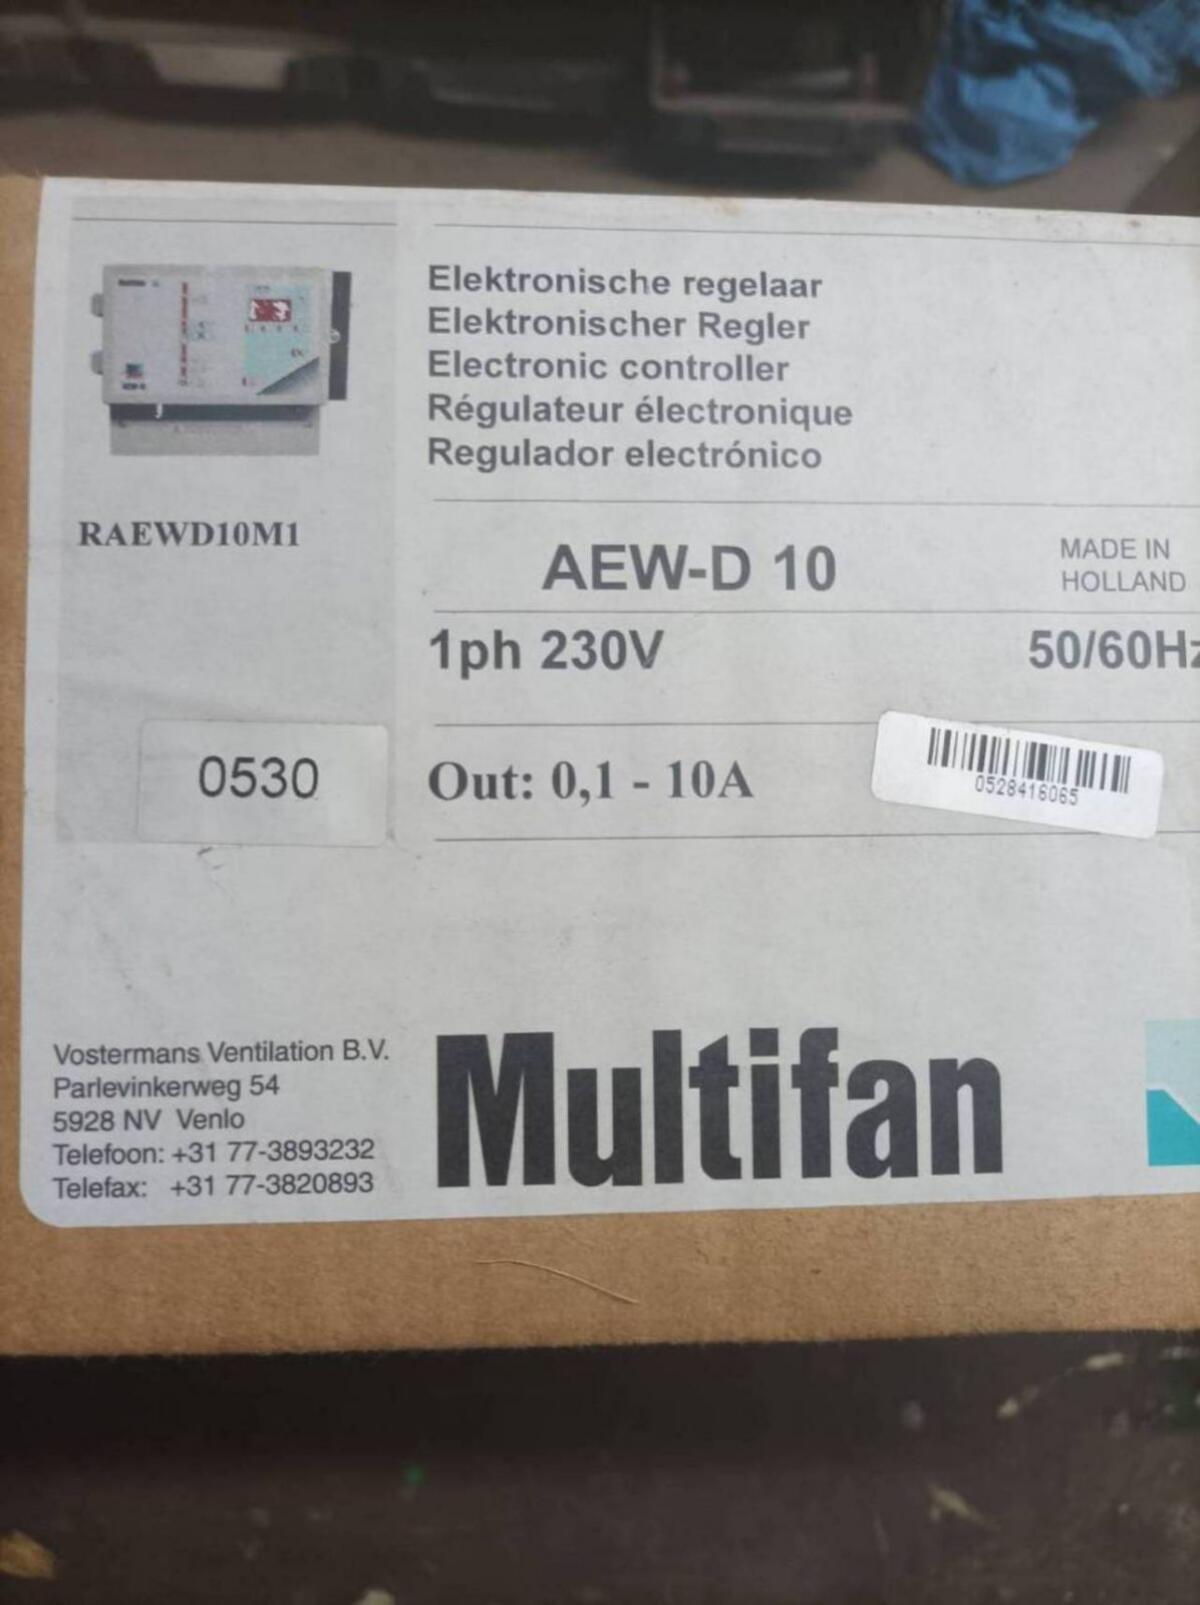 Elektronische regelaar
Elektronischer Regler
Electronic controller
Régulateur électronique
Regulador electrónico
RAEWD10M1
AEW-D 10
MADE IN
HOLLAND
1ph 230V
50/60Hz
0530
Out: 0,1 - 10A
0528416065
Vostermans Ventilation B.V.
Parlevinkerweg 54
5928 NV Venlo
Telefoon: +31 77-3893232
Telefax: +31 77-3820893
Multifan